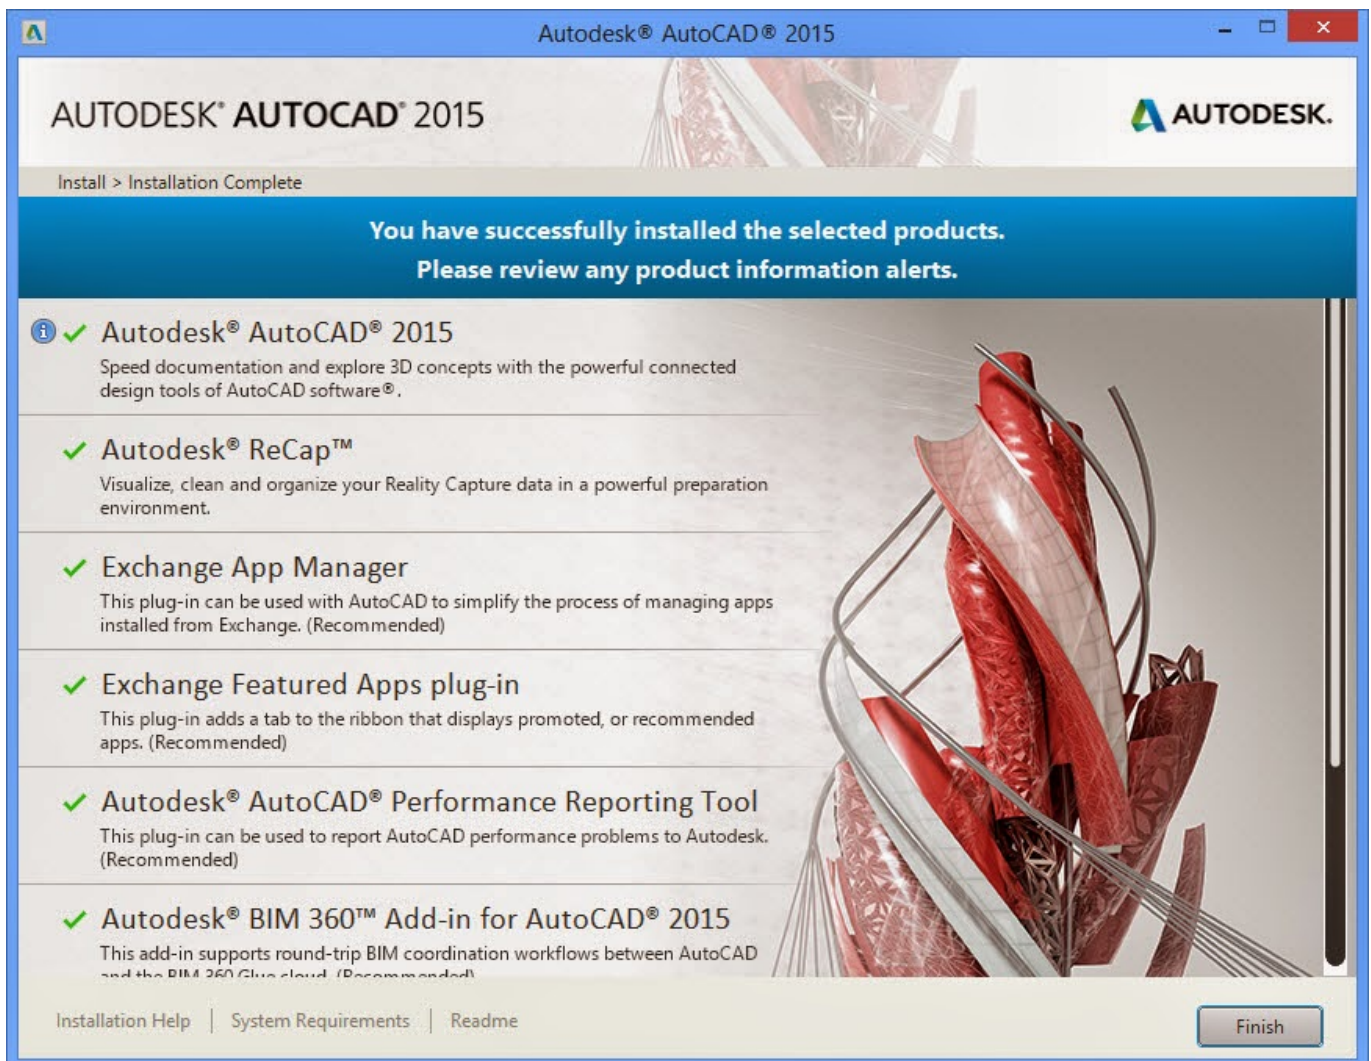 Autodesk® AutoCAD® 2015
AUTODESK® AUTOCAD® 2015
AUTODESK.
Install > Installation Complete
You have successfully installed the selected products.
Please review any product information alerts.
Autodesk® AutoCAD® 2015
Speed documentation and explore 3D concepts with the powerful connected
design tools of AutoCAD software®.
Autodesk® ReCap™
Visualize, clean and organize your Reality Capture data in a powerful preparation
environment.
Exchange App Manager
This plug-in can be used with AutoCAD to simplify the process of managing apps
installed from Exchange. (Recommended)
Exchange Featured Apps plug-in
This plug-in adds a tab to the ribbon that displays promoted, or recommended
apps. (Recommended)
Autodesk® AutoCAD® Performance Reporting Tool
This plug-in can be used to report AutoCAD performance problems to Autodesk.
(Recommended)
Autodesk® BIM 360™ Add-in for AutoCAD® 2015
This add-in supports round-trip BIM coordination workflows between AutoCAD
and the BIM 360 Glue cloud. (Recommended)
Installation Help | System Requirements | Readme
Finish